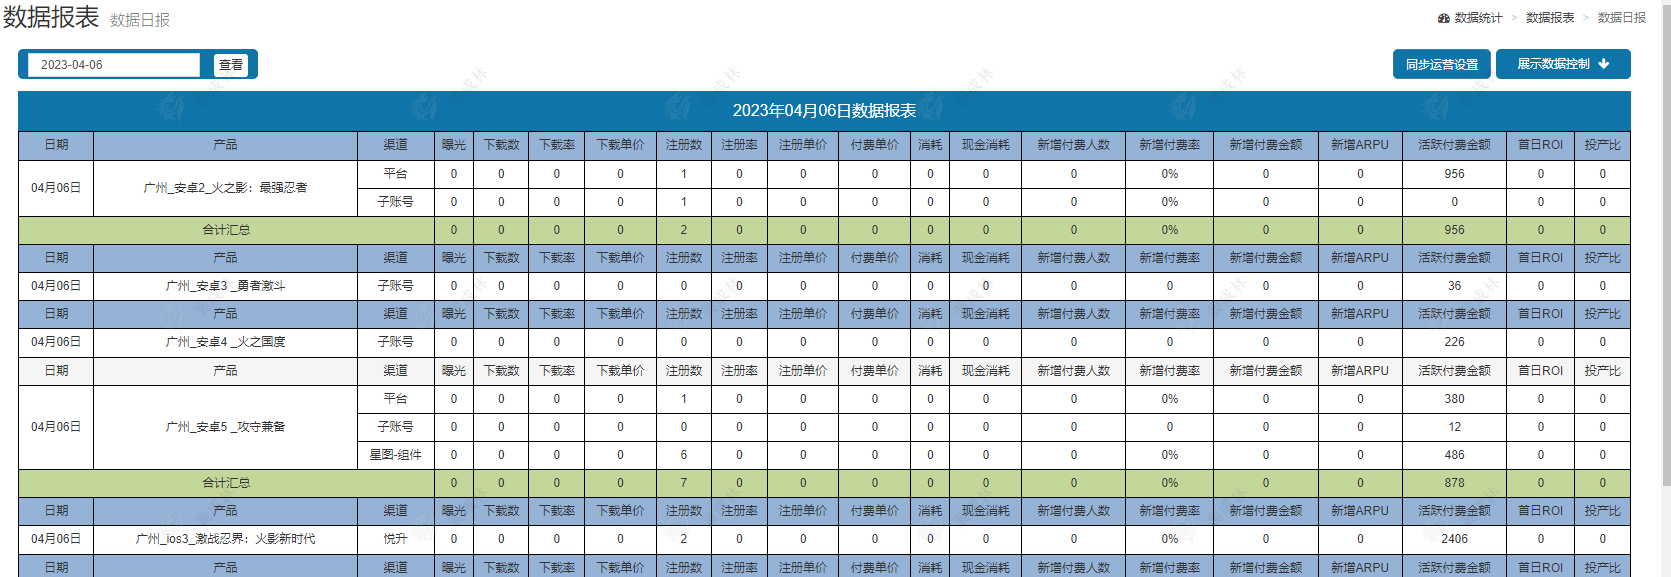 数据报表 数据日报
数据统计 > 数据报表 > 数据日报
2023-04-06 查看
同步运营设置 展示数据控制
2023年04月06日数据报表
日期 产品 渠道 曝光 下载数 下载率 下载单价 注册数 注册率 注册单价 付费单价 消耗 现金消耗 新增付费人数 新增付费率 新增付费金额 新增ARPU 活跃付费金额 首日ROI 投产比
04月06日 广州_安卓2_火之影：最强忍者 平台 0 0 0 0 1 0 0 0 0 0 0 0% 0 0 956 0 0
子账号 0 0 0 0 1 0 0 0 0 0 0 0% 0 0 0 0 0
合计汇总 0 0 0 0 2 0 0 0 0 0 0 0% 0 0 956 0 0
日期 产品 渠道 曝光 下载数 下载率 下载单价 注册数 注册率 注册单价 付费单价 消耗 现金消耗 新增付费人数 新增付费率 新增付费金额 新增ARPU 活跃付费金额 首日ROI 投产比
04月06日 广州_安卓3_勇者激斗 子账号 0 0 0 0 0 0 0 0 0 0 0 0 0 0 36 0 0
日期 产品 渠道 曝光 下载数 下载率 下载单价 注册数 注册率 注册单价 付费单价 消耗 现金消耗 新增付费人数 新增付费率 新增付费金额 新增ARPU 活跃付费金额 首日ROI 投产比
04月06日 广州_安卓4_火之国度 子账号 0 0 0 0 0 0 0 0 0 0 0 0 0 0 226 0 0
日期 产品 渠道 曝光 下载数 下载率 下载单价 注册数 注册率 注册单价 付费单价 消耗 现金消耗 新增付费人数 新增付费率 新增付费金额 新增ARPU 活跃付费金额 首日ROI 投产比
04月06日 广州_安卓5_攻守兼备 平台 0 0 0 0 1 0 0 0 0 0 0 0% 0 0 380 0 0
子账号 0 0 0 0 0 0 0 0 0 0 0 0 0 0 12 0 0
星图-组件 0 0 0 0 6 0 0 0 0 0 0 0% 0 0 486 0 0
合计汇总 0 0 0 0 7 0 0 0 0 0 0 0% 0 0 878 0 0
日期 产品 渠道 曝光 下载数 下载率 下载单价 注册数 注册率 注册单价 付费单价 消耗 现金消耗 新增付费人数 新增付费率 新增付费金额 新增ARPU 活跃付费金额 首日ROI 投产比
04月06日 广州_ios3_激战忍界：火影新时代 悦升 0 0 0 0 2 0 0 0 0 0 0 0% 0 0 2406 0 0
日期 产品 渠道 曝光 下载数 下载率 下载单价 注册数 注册率 注册单价 付费单价 消耗 现金消耗 新增付费人数 新增付费率 新增付费金额 新增ARPU 活跃付费金额 首日ROI 投产比